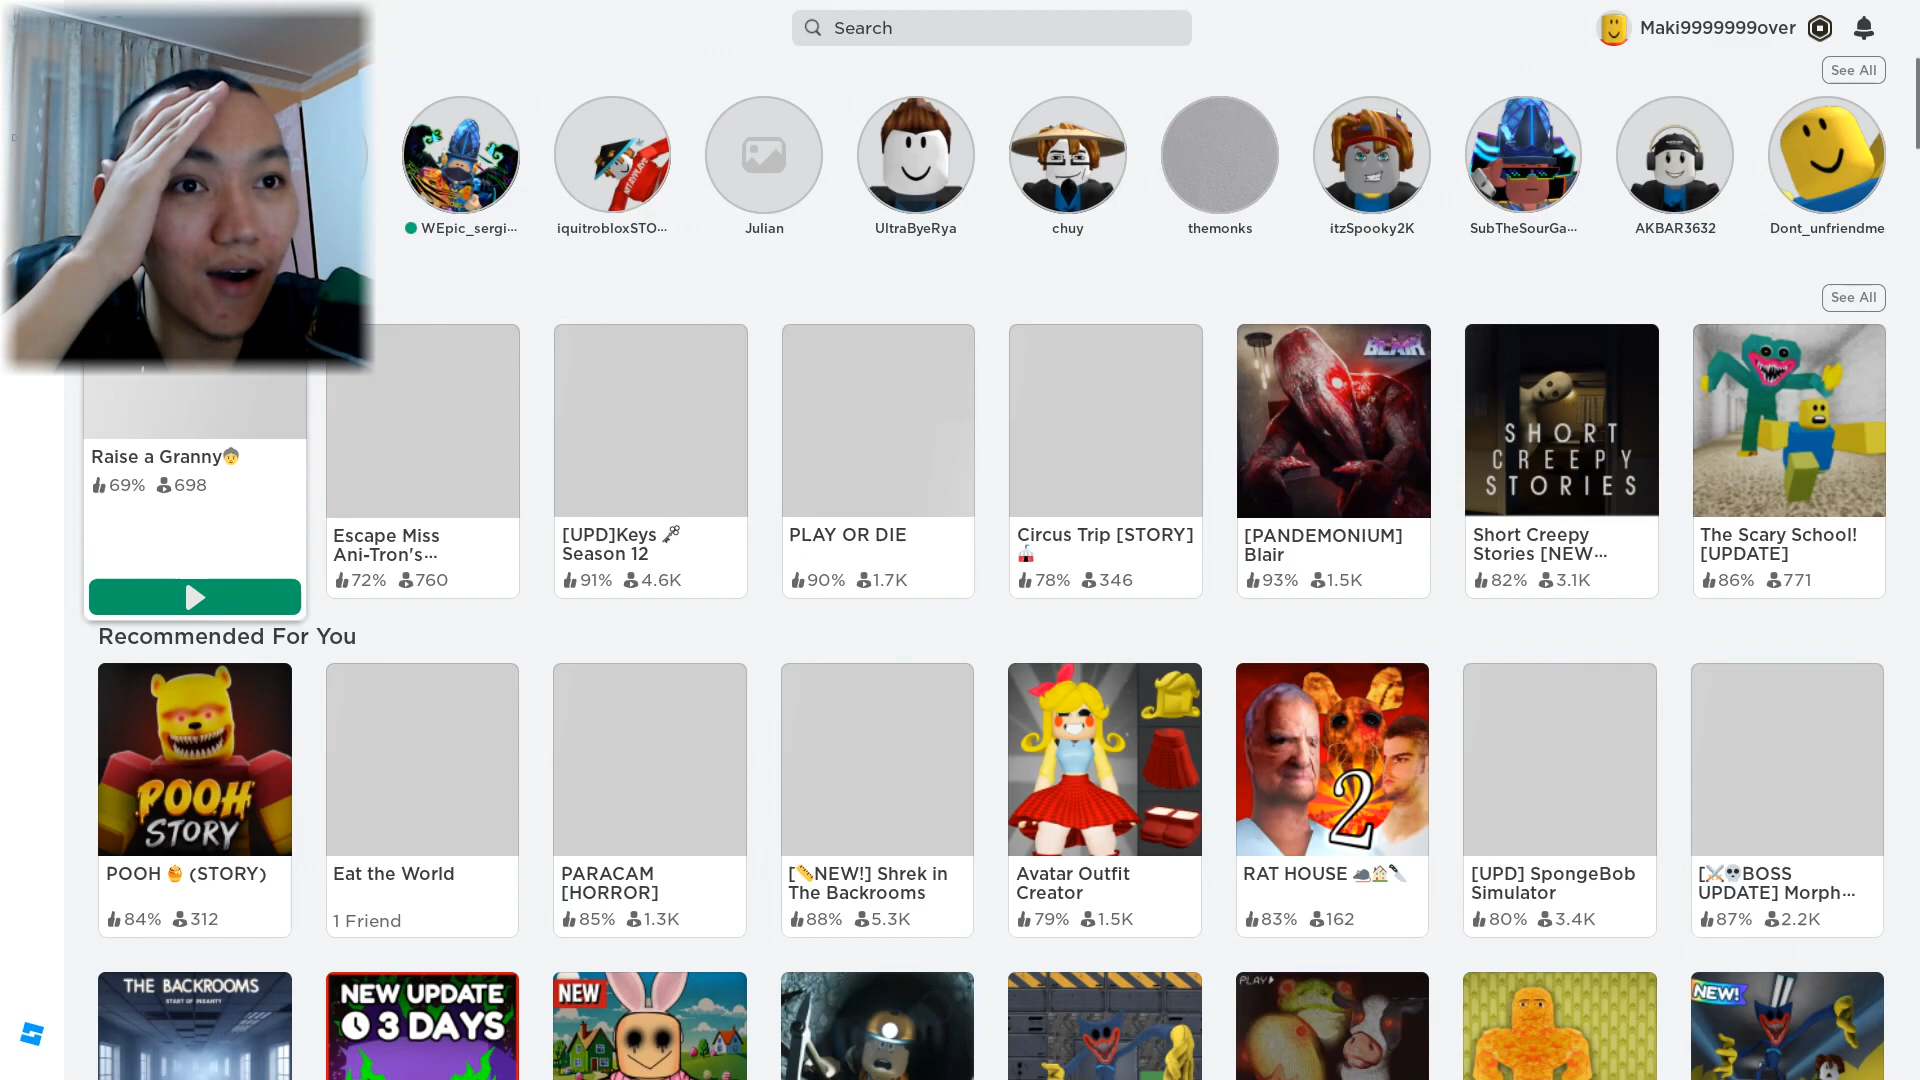 Search
Maki9999999over
See All
WEpic_sergi...
iquitrobloxSTO...
Julian
UltraByeRya
chuy
themonks
itzSpooky2K
SubTheSourGa...
AKBAR3632
Dont_unfriendme
See All
BLAIR
SHORT
CREEPY
STORIES
Raise a Granny👵
69% 698
Escape Miss
Ani-Tron's...
72% 760
[UPD]Keys 🗝
Season 12
91% 4.6K
PLAY OR DIE
90% 1.7K
Circus Trip [STORY]
🎪
78% 346
[PANDEMONIUM]
Blair
93% 1.5K
Short Creepy
Stories [NEW...
82% 3.1K
The Scary School!
[UPDATE]
86% 771
Recommended For You
POOH
STORY
2
POOH 🍯 (STORY)
84% 312
Eat the World
1 Friend
PARACAM
[HORROR]
85% 1.3K
[📏NEW!] Shrek in
The Backrooms
88% 5.3K
Avatar Outfit
Creator
79% 1.5K
RAT HOUSE 🐀🏠🔪
83% 162
[UPD] SpongeBob
Simulator
80% 3.4K
[⚔💀BOSS
UPDATE] Morph...
87% 2.2K
THE BACKROOMS
START OF INSANITY
NEW UPDATE
3 DAYS
NEW
PLAY
NEW!